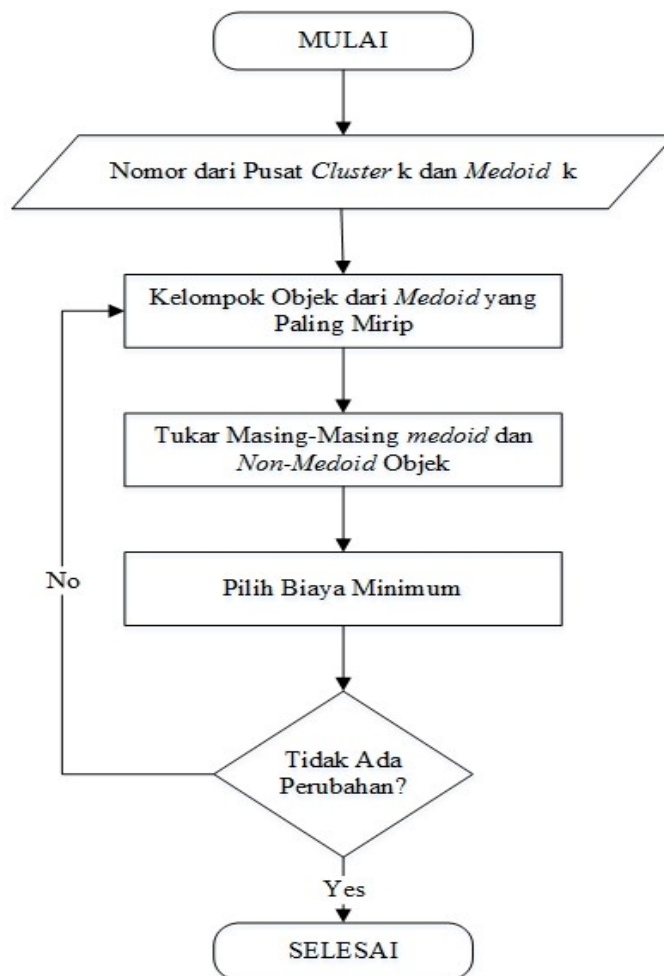 MULAI
Nomor dari Pusat Cluster k dan Medoid k
Kelompok Objek dari Medoid yang
Paling Mirip
Tukar Masing-Masing medoid dan
Non-Medoid Objek
Pilih Biaya Minimum
No
Tidak Ada
Perubahan?
Yes
SELESAI